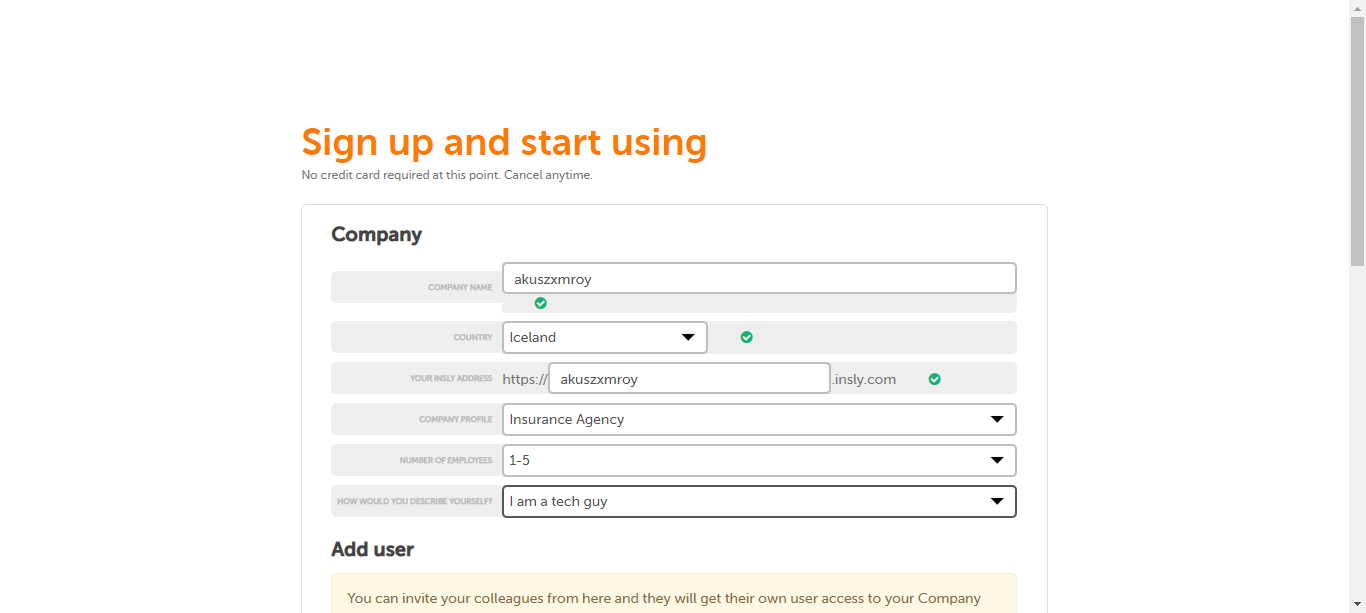 Sign up and start using
No credit card required at this point. Cancel anytime.
Company
COMPANY NAME akuszxmroy
COUNTRY Iceland
YOUR INSLY ADDRESS https:// akuszxmroy .insly.com
COMPANY PROFILE Insurance Agency
NUMBER OF EMPLOYEES 1-5
HOW WOULD YOU DESCRIBE YOURSELF? I am a tech guy
Add user
You can invite your colleagues from here and they will get their own user access to your Company